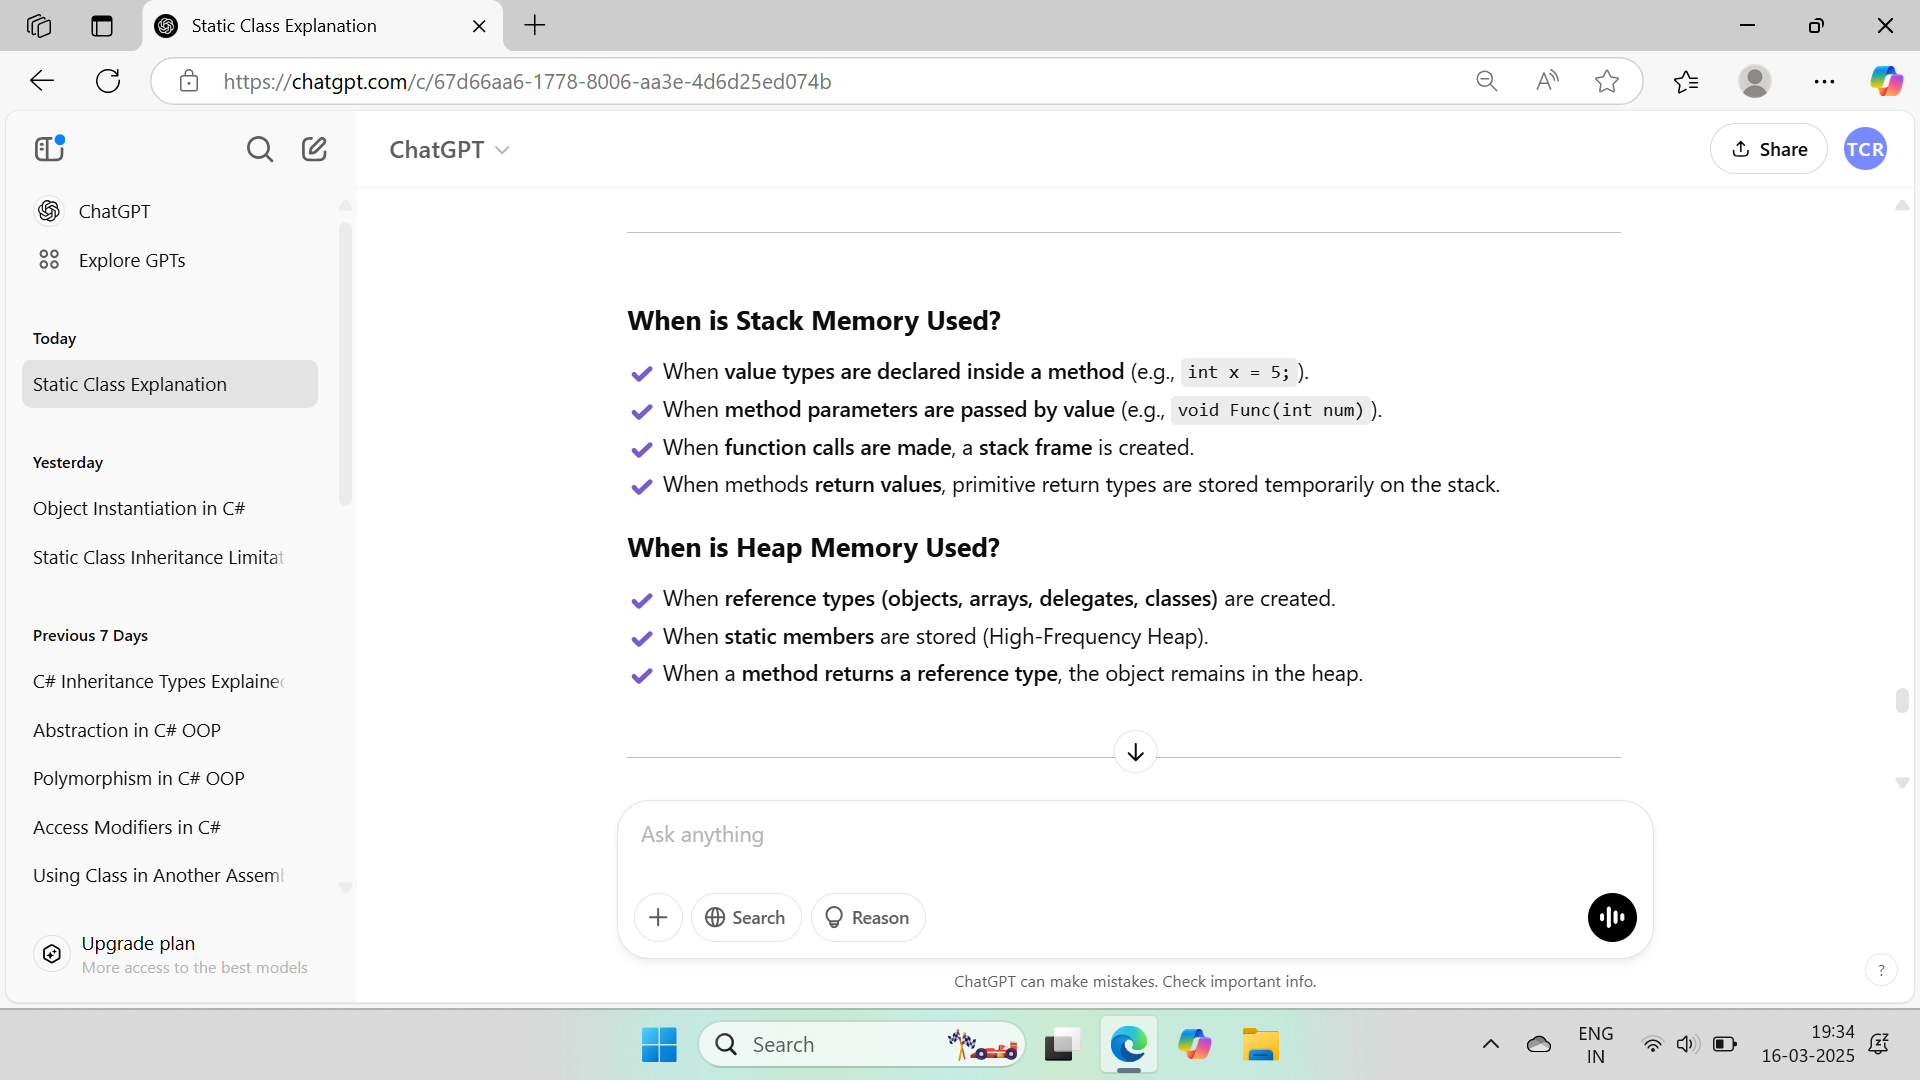 Static Class Explanation
https://chatgpt.com/c/67d66aa6-1778-8006-aa3e-4d6d25ed074b
ChatGPT
Share
TCR
ChatGPT
Explore GPTs
Today
Static Class Explanation
Yesterday
Object Instantiation in C#
Static Class Inheritance Limitat
Previous 7 Days
C# Inheritance Types Explained
Abstraction in C# OOP
Polymorphism in C# OOP
Access Modifiers in C#
Using Class in Another Assemb
Upgrade plan
More access to the best models
When is Stack Memory Used?
When value types are declared inside a method (e.g., int x = 5; ).
When method parameters are passed by value (e.g., void Func(int num) ).
When function calls are made, a stack frame is created.
When methods return values, primitive return types are stored temporarily on the stack.
When is Heap Memory Used?
When reference types (objects, arrays, delegates, classes) are created.
When static members are stored (High-Frequency Heap).
When a method returns a reference type, the object remains in the heap.
Ask anything
Search
Reason
ChatGPT can make mistakes. Check important info.
?
Search
ENG
IN
19:34
16-03-2025